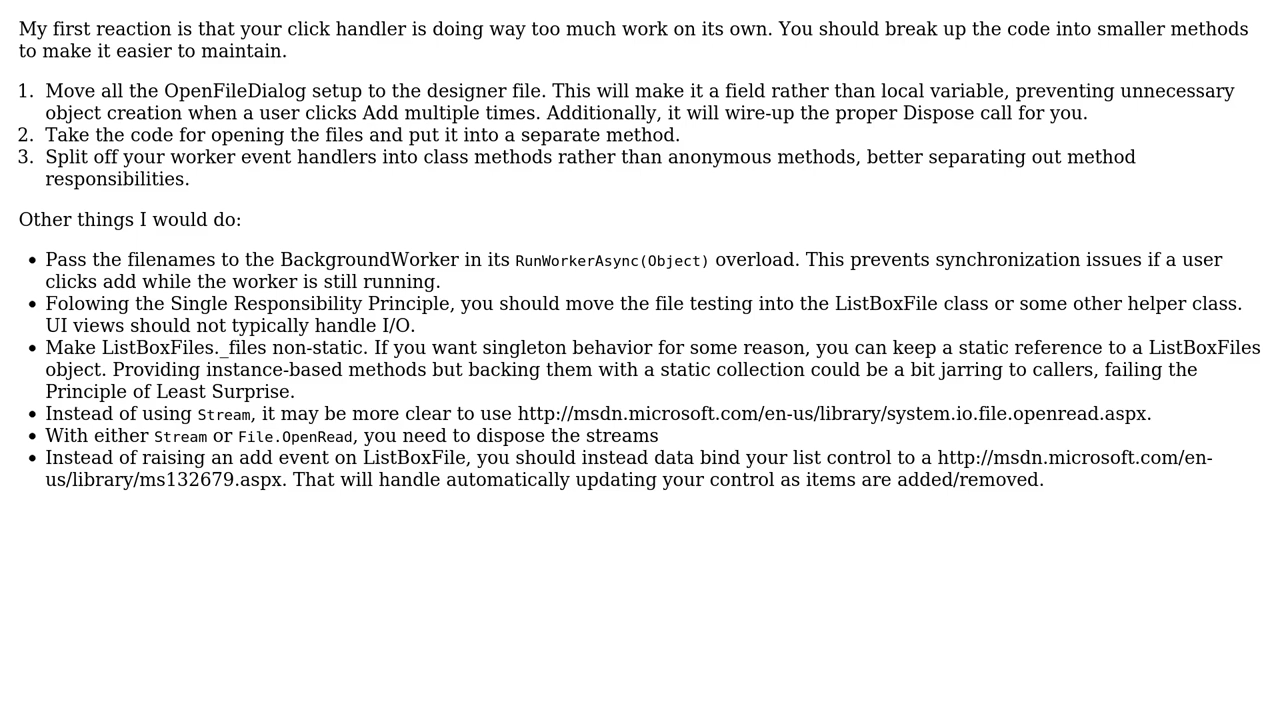 My first reaction is that your click handler is doing way too much work on its own. You should break up the code into smaller methods
to make it easier to maintain.
1. Move all the OpenFileDialog setup to the designer file. This will make it a field rather than local variable, preventing unnecessary
object creation when a user clicks Add multiple times. Additionally, it will wire-up the proper Dispose call for you.
2. Take the code for opening the files and put it into a separate method.
3. Split off your worker event handlers into class methods rather than anonymous methods, better separating out method
responsibilities.
Other things I would do:
• Pass the filenames to the BackgroundWorker in its RunWorkerAsync(Object) overload. This prevents synchronization issues if a user
clicks add while the worker is still running.
• Folowing the Single Responsibility Principle, you should move the file testing into the ListBoxFile class or some other helper class.
UI views should not typically handle I/O.
• Make ListBoxFiles._files non-static. If you want singleton behavior for some reason, you can keep a static reference to a ListBoxFiles
object. Providing instance-based methods but backing them with a static collection could be a bit jarring to callers, failing the
Principle of Least Surprise.
• Instead of using Stream, it may be more clear to use http://msdn.microsoft.com/en-us/library/system.io.file.openread.aspx.
• With either Stream or File.OpenRead, you need to dispose the streams
• Instead of raising an add event on ListBoxFile, you should instead data bind your list control to a http://msdn.microsoft.com/en-
us/library/ms132679.aspx. That will handle automatically updating your control as items are added/removed.